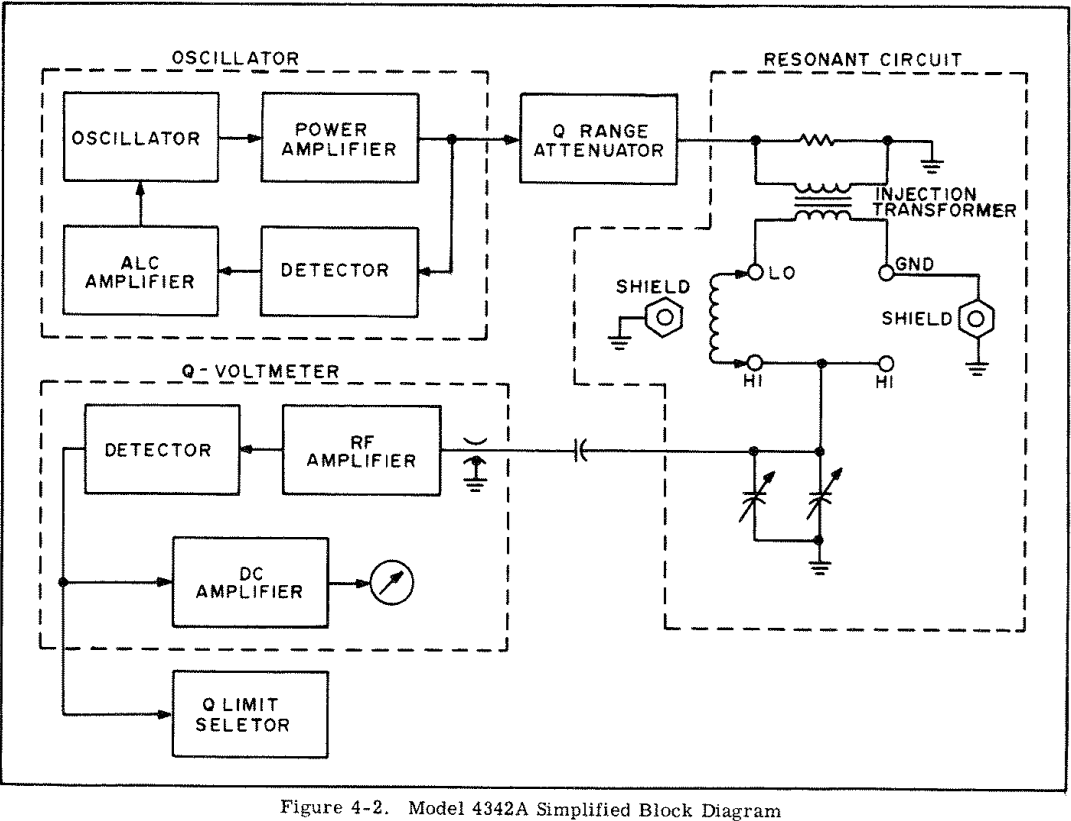 OSCILLATOR
OSCILLATOR
POWER
AMPLIFIER
ALC
AMPLIFIER
DETECTOR
Q RANGE
ATTENUATOR
RESONANT CIRCUIT
INJECTION
TRANSFORMER
LO
GND
SHIELD
SHIELD
HI
HI
Q-VOLTMETER
DETECTOR
RF
AMPLIFIER
DC
AMPLIFIER
Q LIMIT
SELETOR
Figure 4-2. Model 4342A Simplified Block Diagram